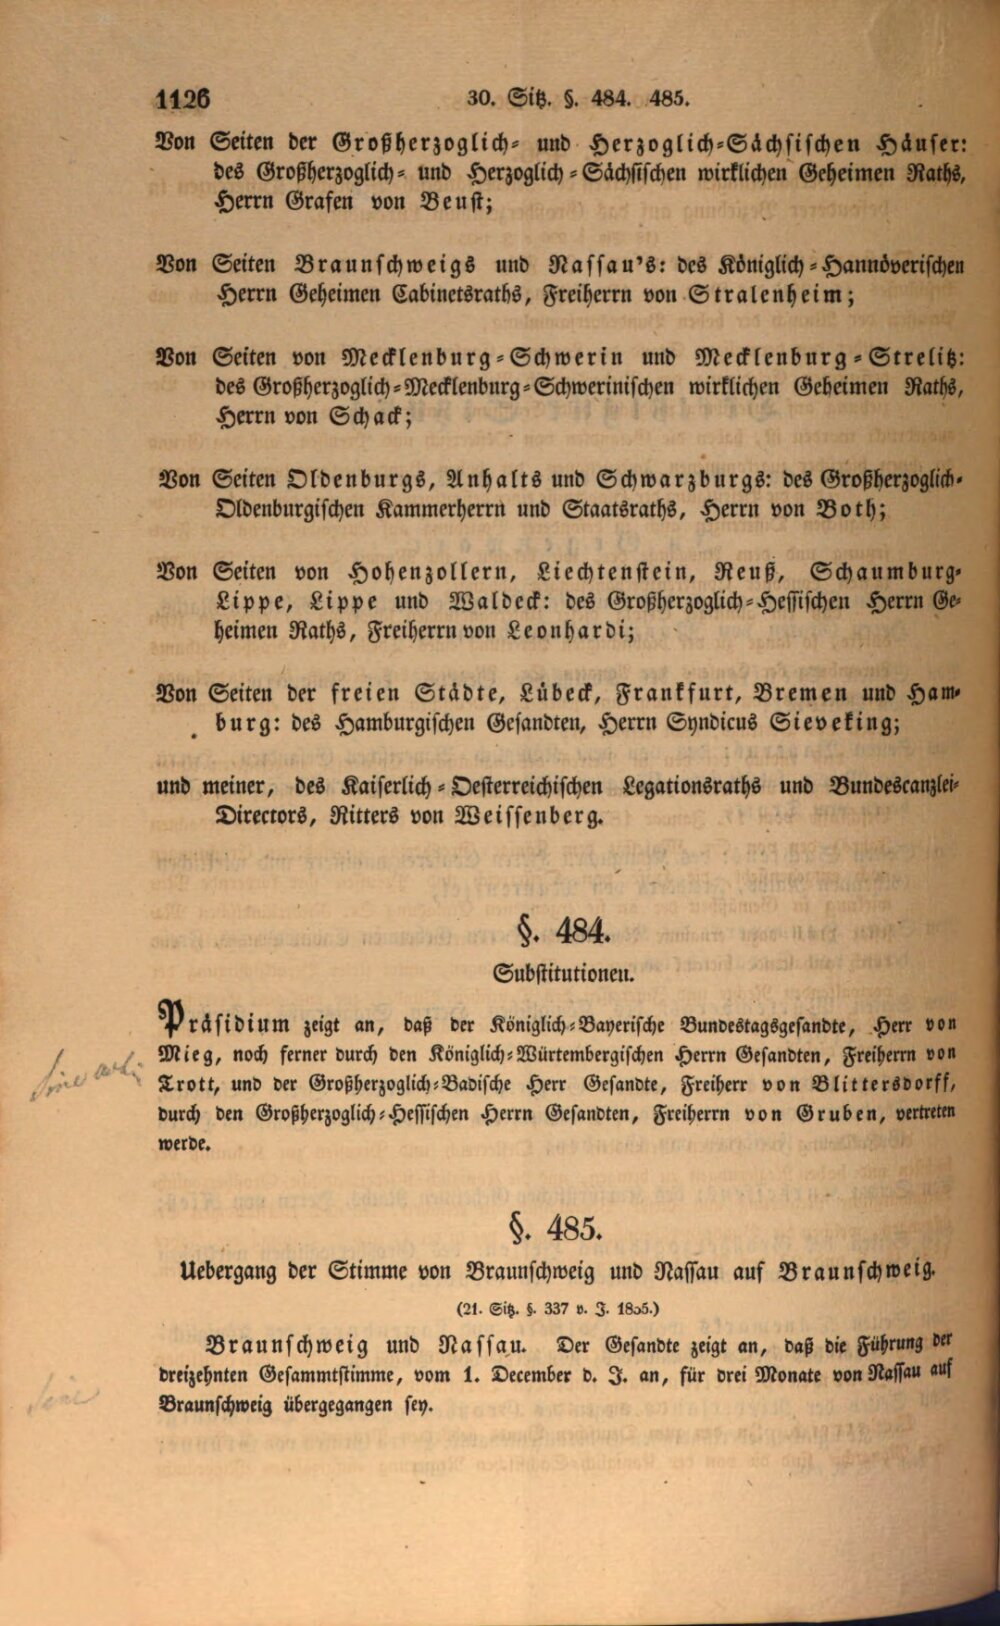 1126
30. Sitz. §. 484. 485.
Von Seiten der Großherzoglich- und Herzoglich-Sächsischen Häuser:
des Großherzoglich- und Herzoglich-Sächsischen wirklichen Geheimen Raths,
Herrn Grafen von Beust;
Von Seiten Braunschweigs und Nassau's: des Königlich-Hannöverischen
Herrn Geheimen Cabinetsraths, Freiherrn von Stralenheim;
Von Seiten von Mecklenburg-Schwerin und Mecklenburg-Strelitz:
des Großherzoglich-Mecklenburg-Schwerinischen wirklichen Geheimen Raths,
Herrn von Schack;
Von Seiten Oldenburgs, Anhalts und Schwarzburgs: des Großherzoglich-
Oldenburgischen Kammerherrn und Staatsraths, Herrn von Both;
Von Seiten von Hohenzollern, Liechtenstein, Reuß, Schaumburg-
Lippe, Lippe und Waldeck: des Großherzoglich-Hessischen Herrn Ge-
heimen Raths, Freiherrn von Leonhardi;
Von Seiten der freien Städte, Lübeck, Frankfurt, Bremen und Ham-
burg: des Hamburgischen Gesandten, Herrn Syndicus Sieveking;
und meiner, des Kaiserlich-Oesterreichischen Legationsraths und Bundescanzlei-
Directors, Ritters von Weissenberg.
§. 484.
Substitutionen.
Präsidium zeigt an, daß der Königlich-Bayerische Bundestagsgesandte, Herr von
Mieg, noch ferner durch den Königlich-Würtembergischen Herrn Gesandten, Freiherrn von
Trott, und der Großherzoglich-Badische Herr Gesandte, Freiherr von Blittersdorff,
durch den Großherzoglich-Hessischen Herrn Gesandten, Freiherrn von Gruben, vertreten
werde.
§. 485.
Uebergang der Stimme von Braunschweig und Nassau auf Braunschweig.
(21. Sitz. §. 337 v. J. 1835.)
Braunschweig und Nassau. Der Gesandte zeigt an, daß die Führung der
dreizehnten Gesammtstimme, vom 1. December d. J. an, für drei Monate von Nassau auf
Braunschweig übergegangen sey.